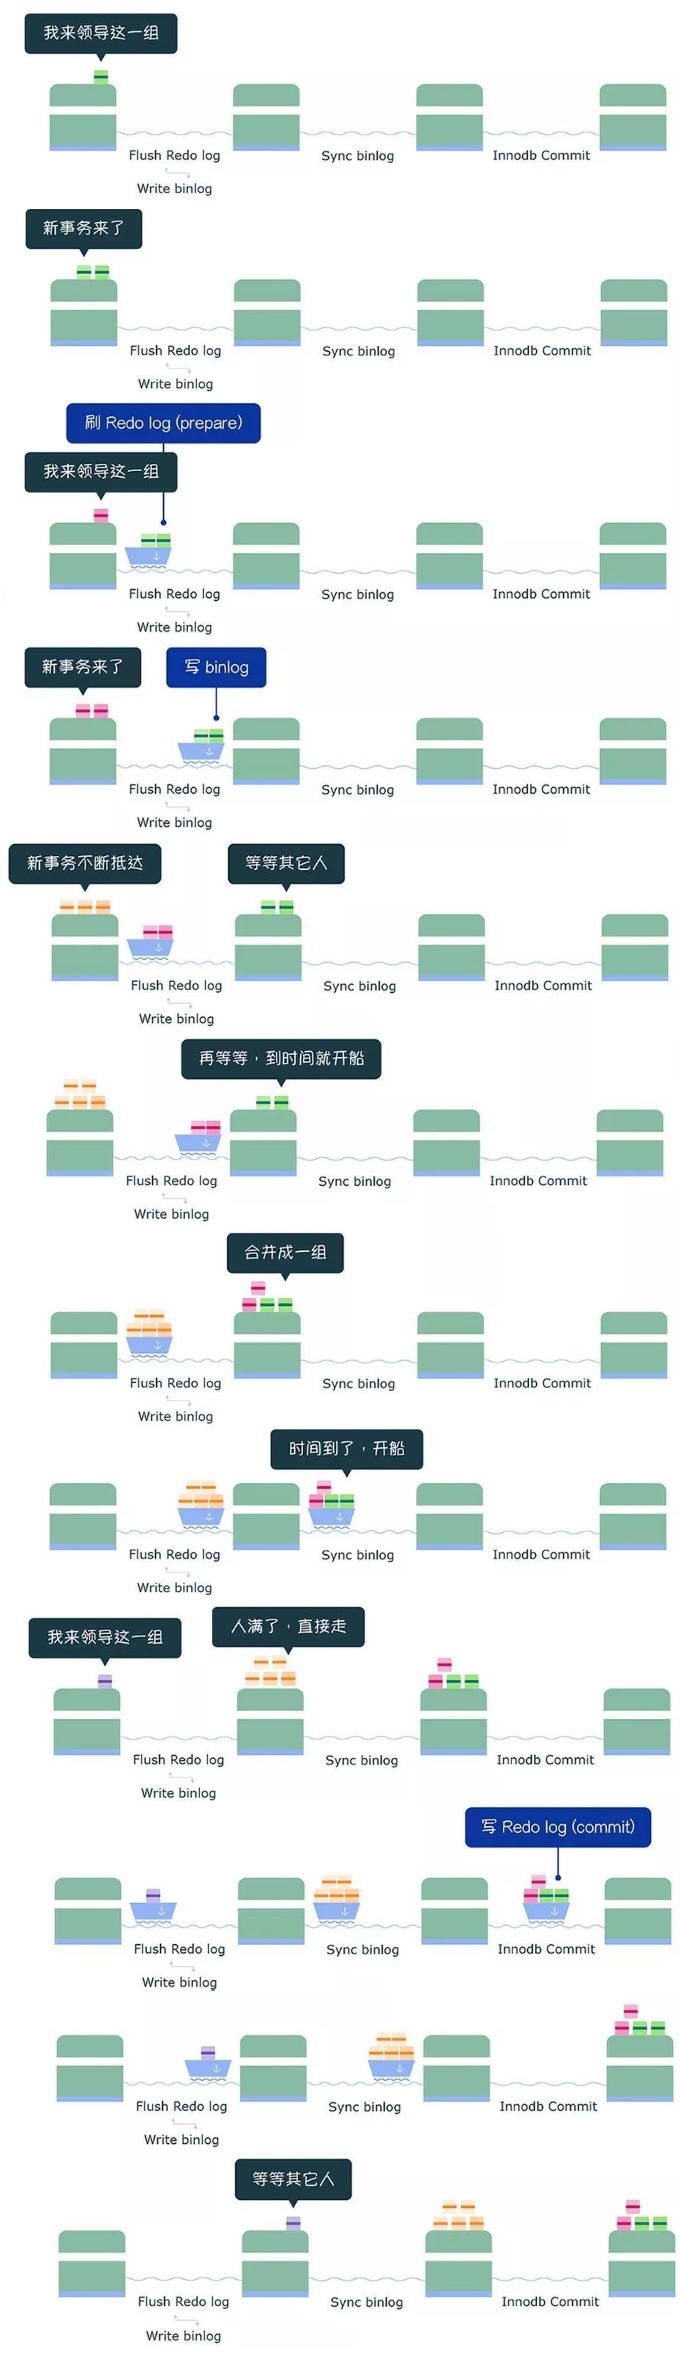 我来领导这一组
Flush Redo log
Sync binlog
Innodb Commit
Write binlog
新事务来了
Flush Redo log
Sync binlog
Innodb Commit
Write binlog
刷 Redo log (prepare)
我来领导这一组
Flush Redo log
Sync binlog
Innodb Commit
Write binlog
新事务来了
写 binlog
Flush Redo log
Sync binlog
Innodb Commit
Write binlog
新事务不断抵达
等等其它人
Flush Redo log
Sync binlog
Innodb Commit
Write binlog
再等等，到时间就开船
Flush Redo log
Sync binlog
Innodb Commit
Write binlog
合并成一组
Flush Redo log
Sync binlog
Innodb Commit
Write binlog
时间到了，开船
Flush Redo log
Sync binlog
Innodb Commit
Write binlog
我来领导这一组
人满了，直接走
Flush Redo log
Sync binlog
Innodb Commit
Write binlog
写 Redo log (commit)
Flush Redo log
Sync binlog
Innodb Commit
Write binlog
Flush Redo log
Sync binlog
Innodb Commit
Write binlog
等等其它人
Flush Redo log
Sync binlog
Innodb Commit
Write binlog